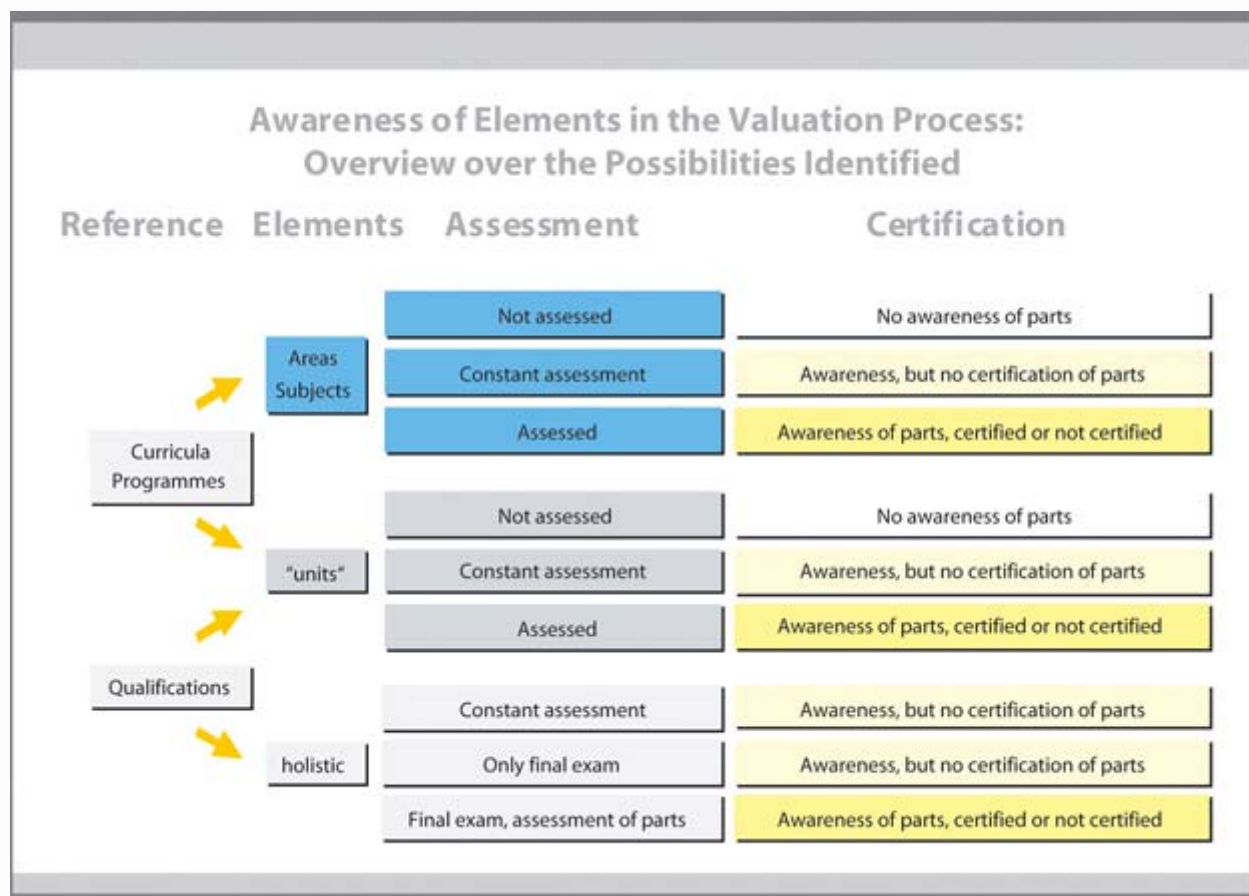 Awareness of Elements in the Valuation Process:
Overview over the Possibilities Identified
Reference Elements Assessment Certification
Not assessed
No awareness of parts
Areas
Subjects
Constant assessment
Awareness, but no certification of parts
Assessed
Awareness of parts, certified or not certified
Curricula
Programmes
Not assessed
No awareness of parts
"units"
Constant assessment
Awareness, but no certification of parts
Assessed
Awareness of parts, certified or not certified
Qualifications
Constant assessment
Awareness, but no certification of parts
holistic
Only final exam
Awareness, but no certification of parts
Final exam, assessment of parts
Awareness of parts, certified or not certified